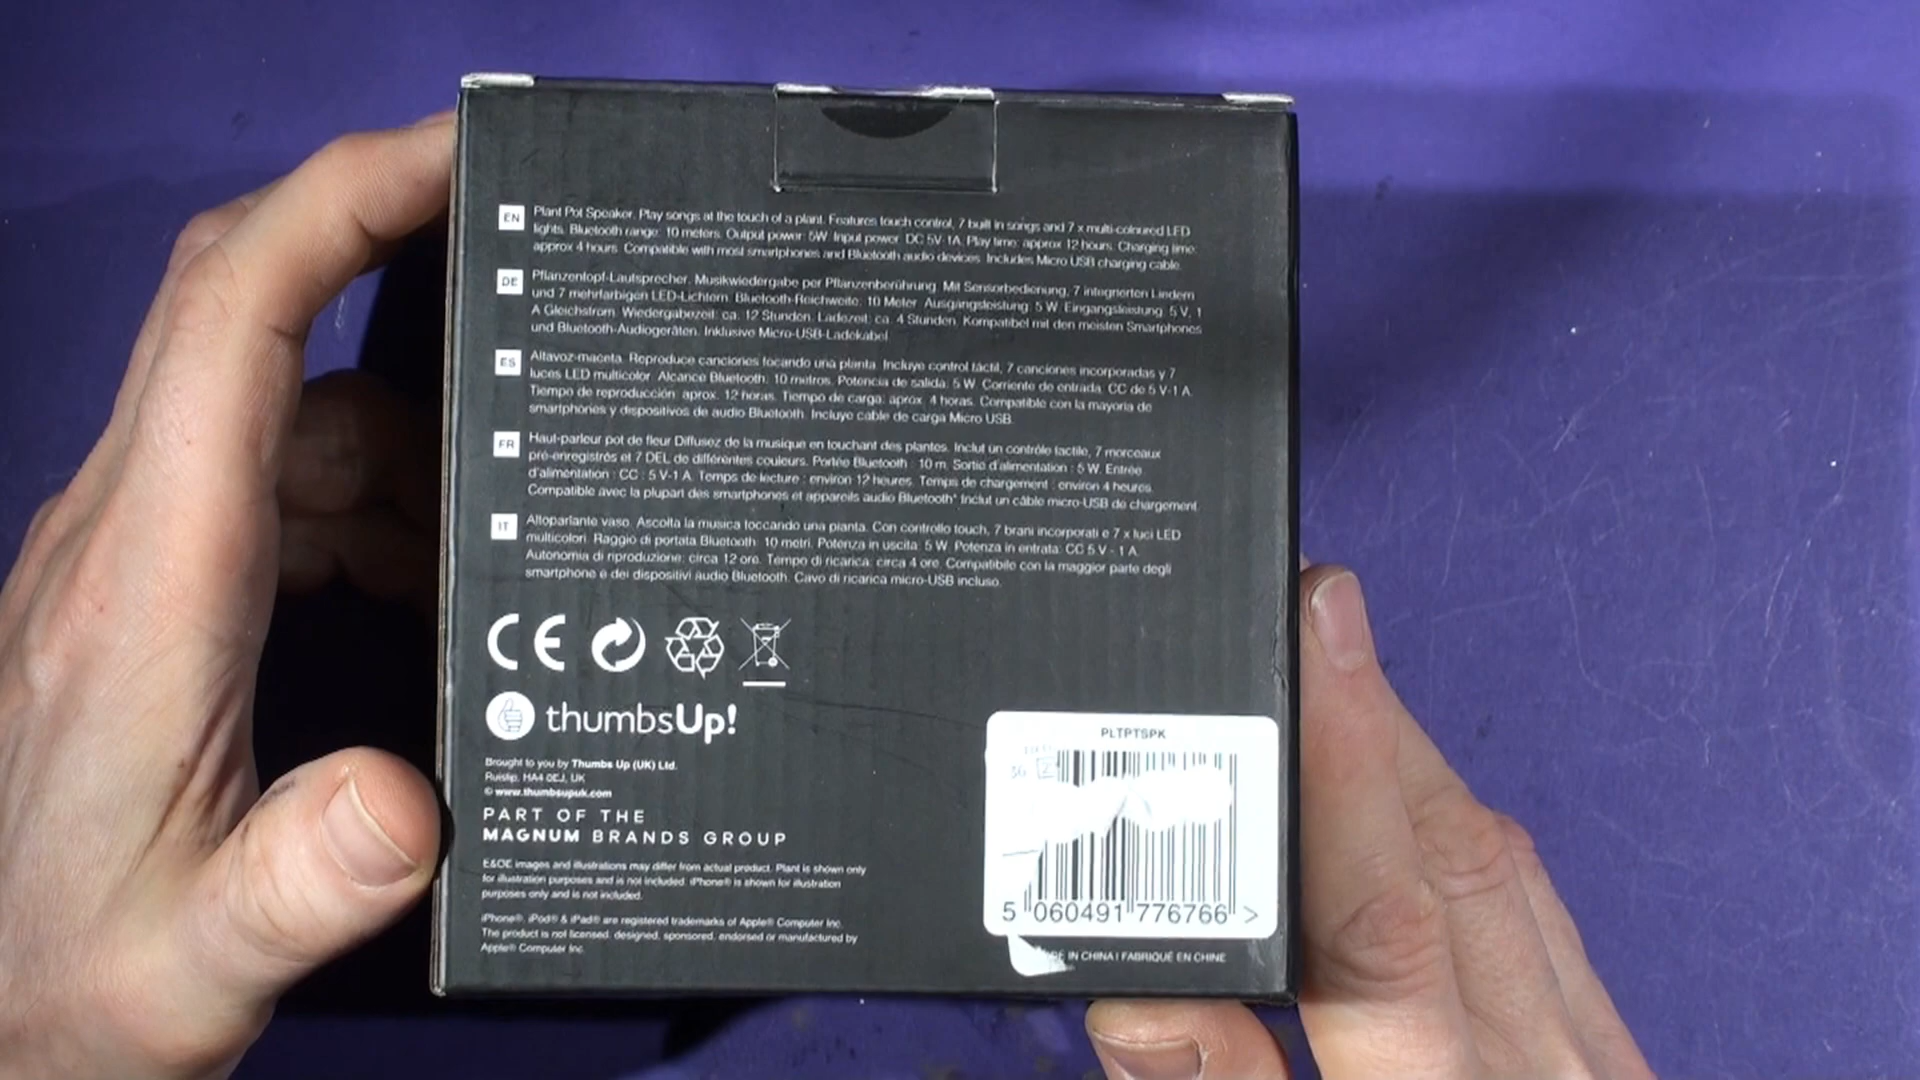 EN
Plant Pot Speaker. Play songs at the touch of a plant. Features touch control, 7 built in songs and 7 x multi-coloured LED
lights. Bluetooth range: 10 meters. Output power: 5W. Input power: DC 5V-1A. Play time: approx 12 hours. Charging time:
approx 4 hours. Compatible with most smartphones and Bluetooth audio devices. Includes Micro USB charging cable.
DE
Pflanzentopf-Lautsprecher. Musikwiedergabe per Pflanzenberührung. Mit Sensorbedienung, 7 integrierten Liedern
und 7 mehrfarbigen LED-Lichtern. Bluetooth-Reichweite: 10 Meter. Ausgangsleistung: 5 W. Eingangsleistung: 5 V, 1
A Gleichstrom. Wiedergabezeit: ca. 12 Stunden. Ladezeit: ca. 4 Stunden. Kompatibel mit den meisten Smartphones
und Bluetooth-Audiogeräten. Inklusive Micro-USB-Ladekabel
ES
Altavoz-maceta. Reproduce canciones tocando una planta. Incluye control táctil, 7 canciones incorporadas y 7
luces LED multicolor. Alcance Bluetooth: 10 metros. Potencia de salida: 5 W. Corriente de entrada: CC de 5 V-1 A.
Tiempo de reproducción: aprox. 12 horas. Tiempo de carga: aprox. 4 horas. Compatible con la mayoría de
smartphones y dispositivos de audio Bluetooth. Incluye cable de carga Micro USB.
FR
Haut-parleur pot de fleur Diffusez de la musique en touchant des plantes. Inclut un contrôle tactile, 7 morceaux
pré-enregistrés et 7 DEL de différentes couleurs. Portée Bluetooth : 10 m. Sortie d'alimentation : 5 W. Entrée
d'alimentation : CC : 5 V-1 A. Temps de lecture : environ 12 heures. Temps de chargement : environ 4 heures.
Compatible avec la plupart des smartphones et appareils audio Bluetooth* Inclut un câble micro-USB de chargement
IT
Altoparlante vaso. Ascolta la musica toccando una pianta. Con controllo touch, 7 brani incorporati e 7 x luci LED
multicolori. Raggio di portata Bluetooth: 10 metri. Potenza in uscita: 5 W. Potenza in entrata: CC 5 V - 1 A.
Autonomia di riproduzione: circa 12 ore. Tempo di ricarica: circa 4 ore. Compatibile con la maggior parte degli
smartphone e dei dispositivi audio Bluetooth. Cavo di ricarica micro-USB incluso.
CE
thumbsUp!
Brought to you by Thumbs Up (UK) Ltd.
Ruislip, HA4 0EJ, UK
© www.thumbsupuk.com
PART OF THE
MAGNUM BRANDS GROUP
E&OE images and illustrations may differ from actual product. Plant is shown only
for illustration purposes and is not included. iPhone® is shown for illustration
purposes only and is not included.
iPhone®, iPod® & iPad® are registered trademarks of Apple® Computer Inc.
The product is not licensed, designed, sponsored, endorsed or manufactured by
Apple® Computer Inc.
PLTPTSPK
5 060491 776766 >
IN CHINA | FABRIQUÉ EN CHINE